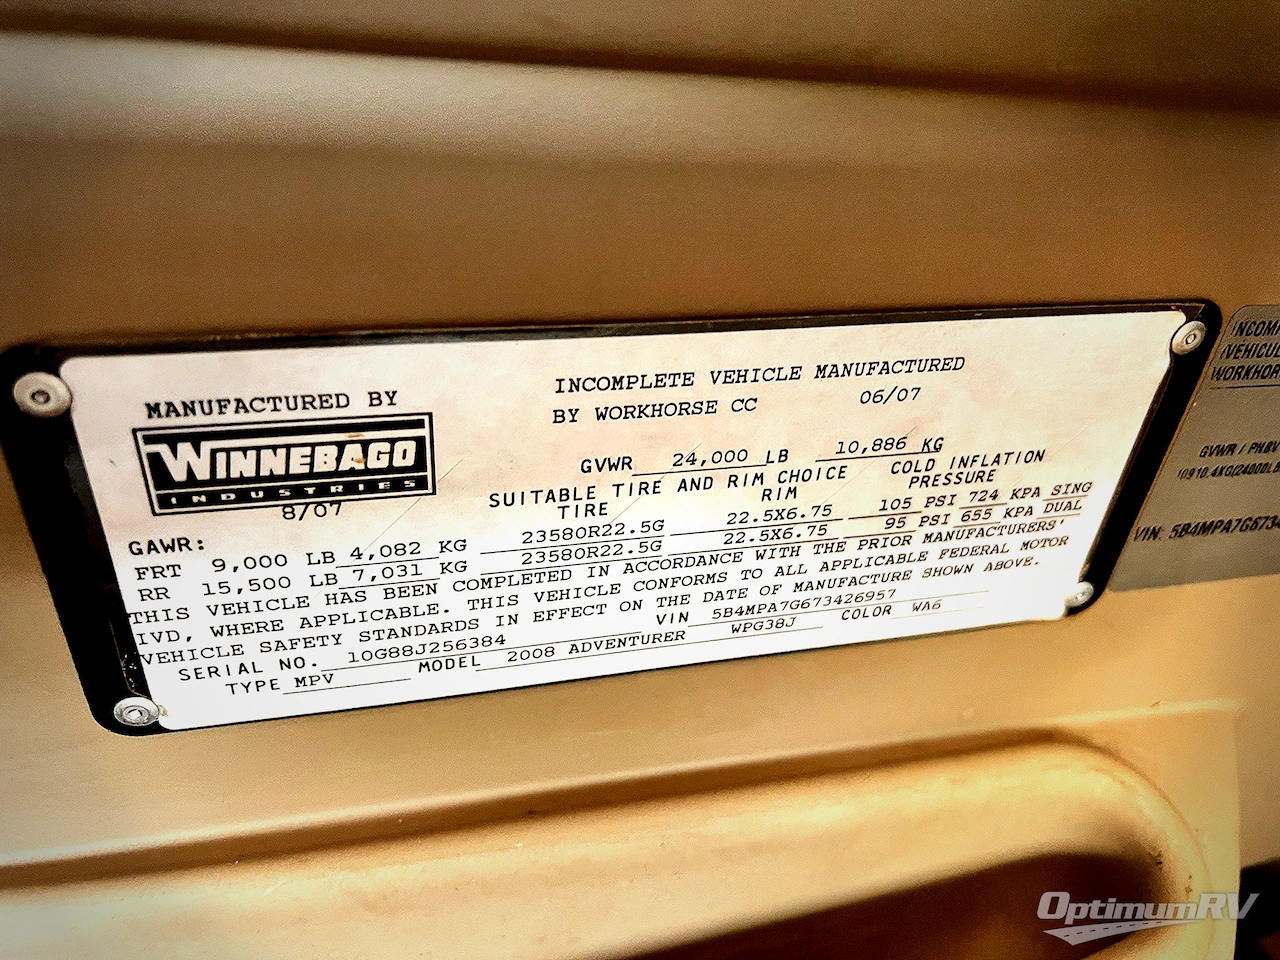 MANUFACTURED BY
WINNEBAGO
INDUSTRIES
8/07
INCOMPLETE VEHICLE MANUFACTURED
BY WORKHORSE CC 06/07
GVWR 24,000 LB 10,886 KG
SUITABLE TIRE AND RIM CHOICE COLD INFLATION
TIRE RIM PRESSURE
GAWR:
FRT 9,000 LB 4,082 KG 23580R22.5G 22.5X6.75 105 PSI 724 KPA SING
RR 15,500 LB 7,031 KG 23580R22.5G 22.5X6.75 95 PSI 655 KPA DUAL
THIS VEHICLE HAS BEEN COMPLETED IN ACCORDANCE WITH THE PRIOR MANUFACTURERS'
IVD, WHERE APPLICABLE. THIS VEHICLE CONFORMS TO ALL APPLICABLE FEDERAL MOTOR
VEHICLE SAFETY STANDARDS IN EFFECT ON THE DATE OF MANUFACTURE SHOWN ABOVE.
SERIAL NO. 10G88J256384 VIN 5B4MPA7G673426957
TYPE MPV MODEL 2008 ADVENTURER WPG38J COLOR WA6
GVWR /
VIN. 5B4MPA7G6734
OptimumRV